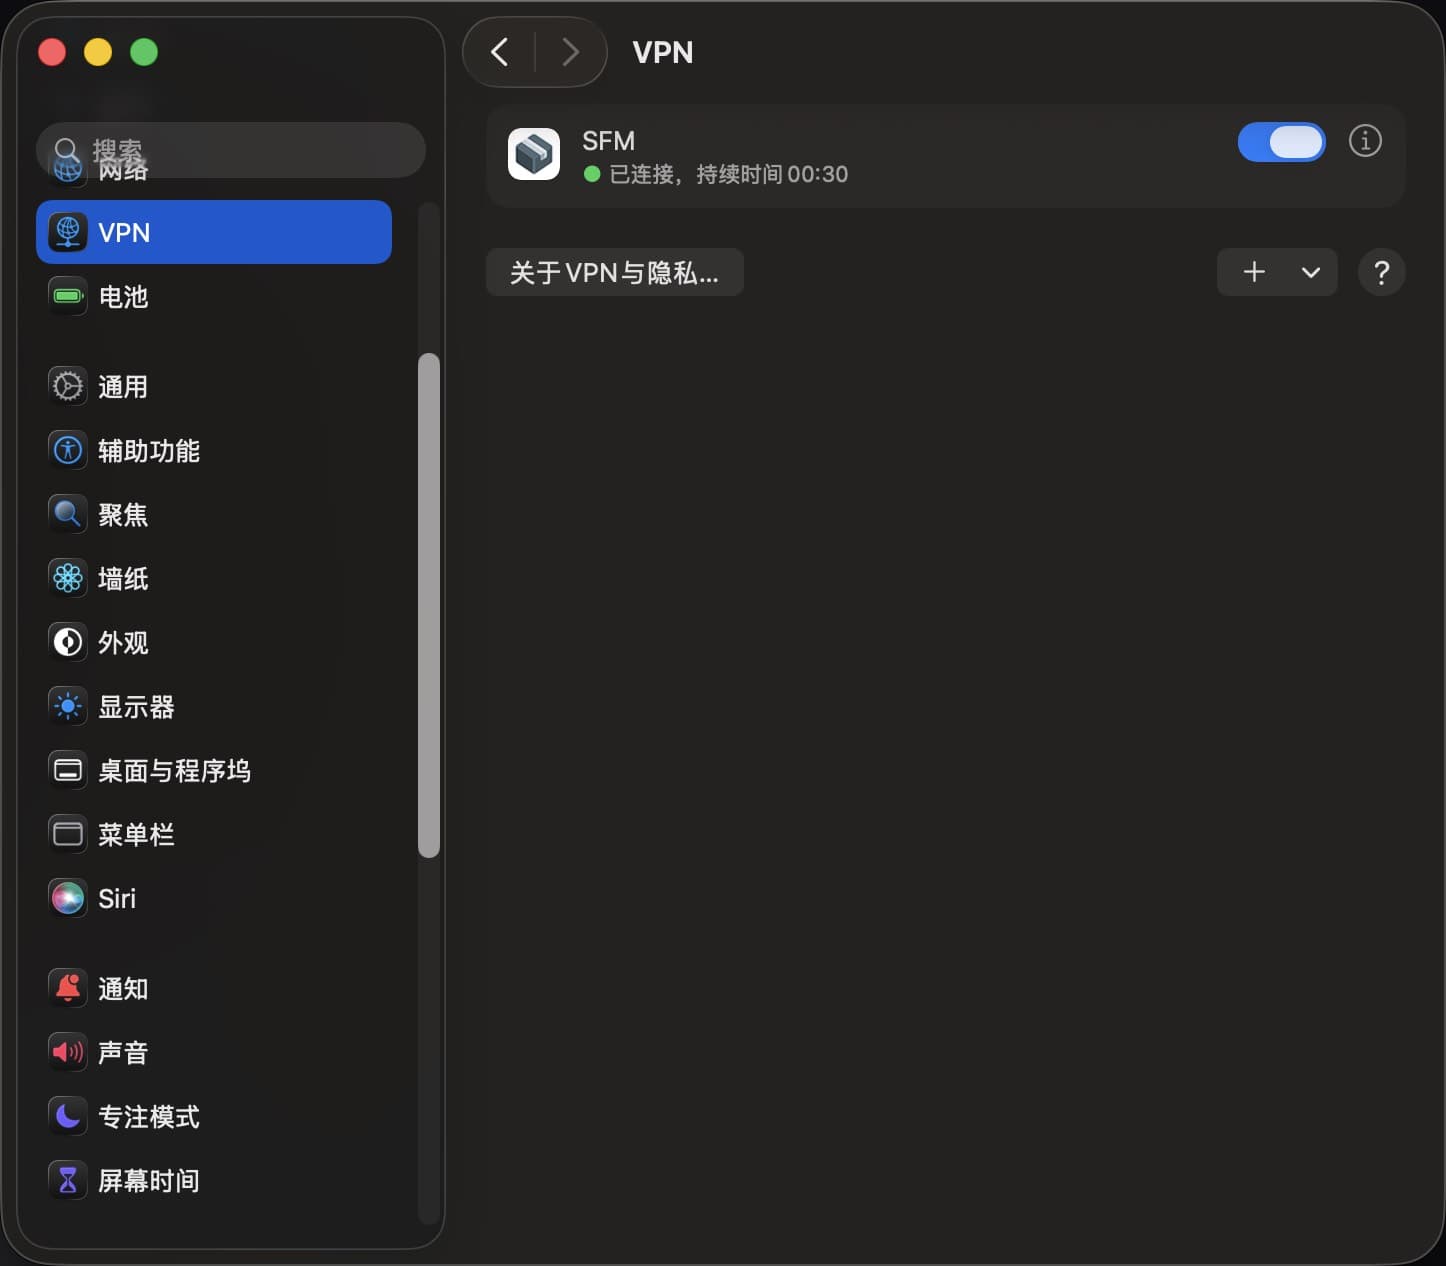 搜索
网络
VPN
电池
通用
辅助功能
聚焦
墙纸
外观
显示器
桌面与程序坞
菜单栏
Siri
通知
声音
专注模式
屏幕时间
VPN
SFM
已连接，持续时间 00:30
关于 VPN 与隐私...
?